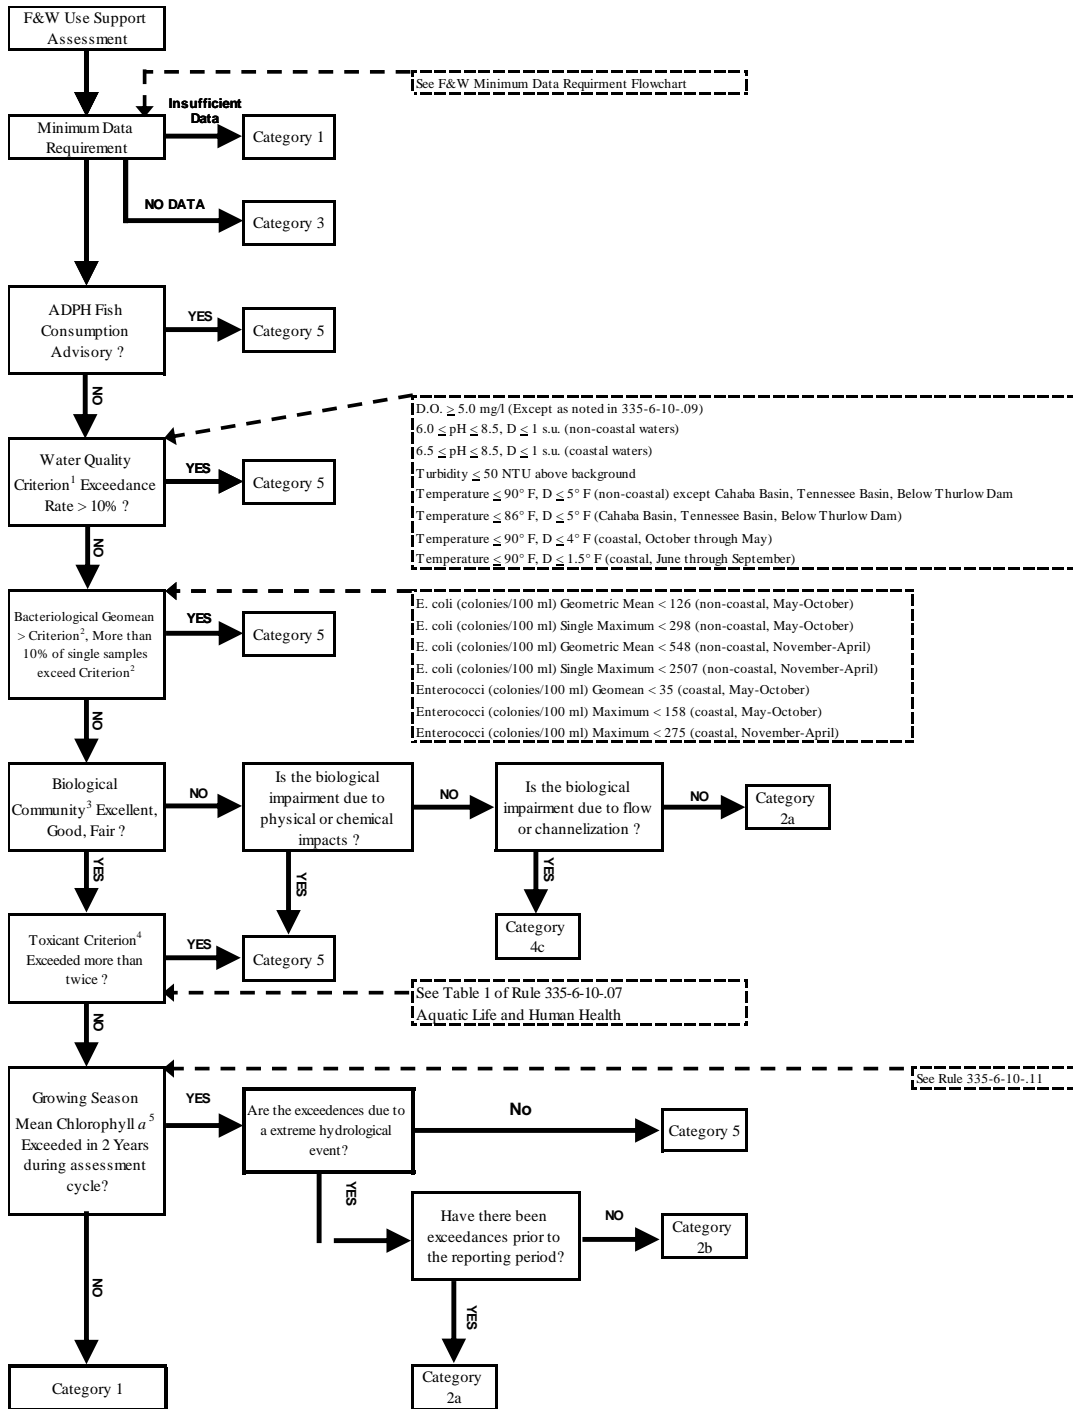 F&W Use Support
Assessment
See F&W Minimum Data Requirment Flowchart
Insufficient
Data
Minimum Data
Requirement
Category 1
NO DATA
Category 3
ADPH Fish
Consumption
Advisory ?
YES
Category 5
NO
D.O. ≥ 5.0 mg/l (Except as noted in 335-6-10-.09)
6.0 ≤ pH ≤ 8.5, D ≤ 1 s.u. (non-coastal waters)
6.5 ≤ pH ≤ 8.5, D ≤ 1 s.u. (coastal waters)
Turbidity ≤ 50 NTU above background
Temperature ≤ 90° F, D ≤ 5° F (non-coastal) except Cahaba Basin, Tennessee Basin, Below Thurlow Dam
Temperature ≤ 86° F, D ≤ 5° F (Cahaba Basin, Tennessee Basin, Below Thurlow Dam)
Temperature ≤ 90° F, D ≤ 4° F (coastal, October through May)
Temperature ≤ 90° F, D ≤ 1.5° F (coastal, June through September)
Water Quality
Criterion1 Exceedance
Rate > 10% ?
YES
Category 5
NO
Bacteriological Geomean
> Criterion2, More than
10% of single samples
exceed Criterion2
YES
Category 5
E. coli (colonies/100 ml) Geometric Mean < 126 (non-coastal, May-October)
E. coli (colonies/100 ml) Single Maximum < 298 (non-coastal, May-October)
E. coli (colonies/100 ml) Geometric Mean < 548 (non-coastal, November-April)
E. coli (colonies/100 ml) Single Maximum < 2507 (non-coastal, November-April)
Enterococci (colonies/100 ml) Geomean < 35 (coastal, May-October)
Enterococci (colonies/100 ml) Maximum < 158 (coastal, May-October)
Enterococci (colonies/100 ml) Maximum < 275 (coastal, November-April)
NO
Biological
Community3 Excellent,
Good, Fair ?
NO
Is the biological
impairment due to
physical or chemical
impacts ?
NO
Is the biological
impairment due to flow
or channelization ?
NO
Category
2a
YES
YES
YES
Toxicant Criterion4
Exceeded more than
twice ?
YES
Category 5
Category
4c
See Table 1 of Rule 335-6-10-.07
Aquatic Life and Human Health
NO
See Rule 335-6-10-.11
Growing Season
Mean Chlorophyll a5
Exceeded in 2 Years
during assessment
cycle?
YES
Are the exceedences due to
a extreme hydrological
event?
No
Category 5
YES
Have there been
exceedances prior to
the reporting period?
NO
Category
2b
NO
YES
Category 1
Category
2a